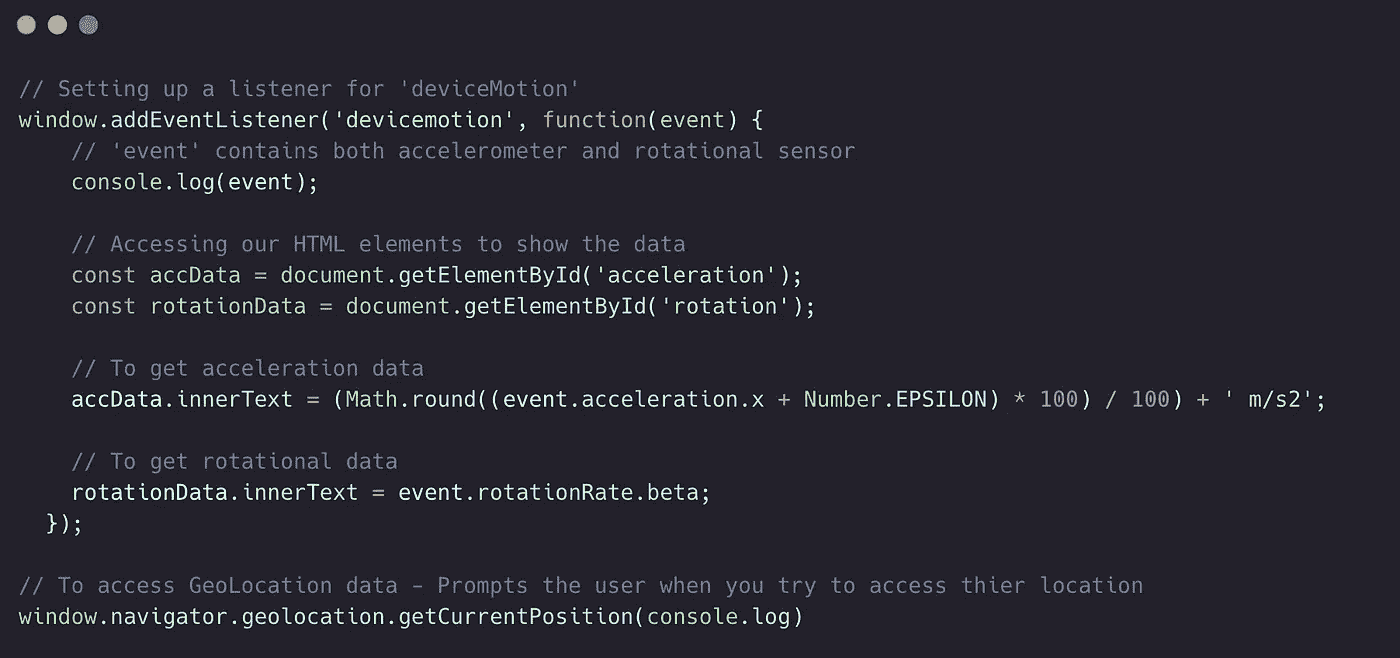 // Setting up a listener for 'deviceMotion'
window.addEventListener('devicemotion', function(event) {
// 'event' contains both accelerometer and rotational sensor
console.log(event);
// Accessing our HTML elements to show the data
const accData = document.getElementById('acceleration');
const rotationData = document.getElementById('rotation');
// To get acceleration data
accData.innerText = (Math.round((event.acceleration.x + Number.EPSILON) * 100) / 100) + ' m/s2';
// To get rotational data
rotationData.innerText = event.rotationRate.beta;
});
// To access GeoLocation data – Prompts the user when you try to access thier location
window.navigator.geolocation.getCurrentPosition(console.log)